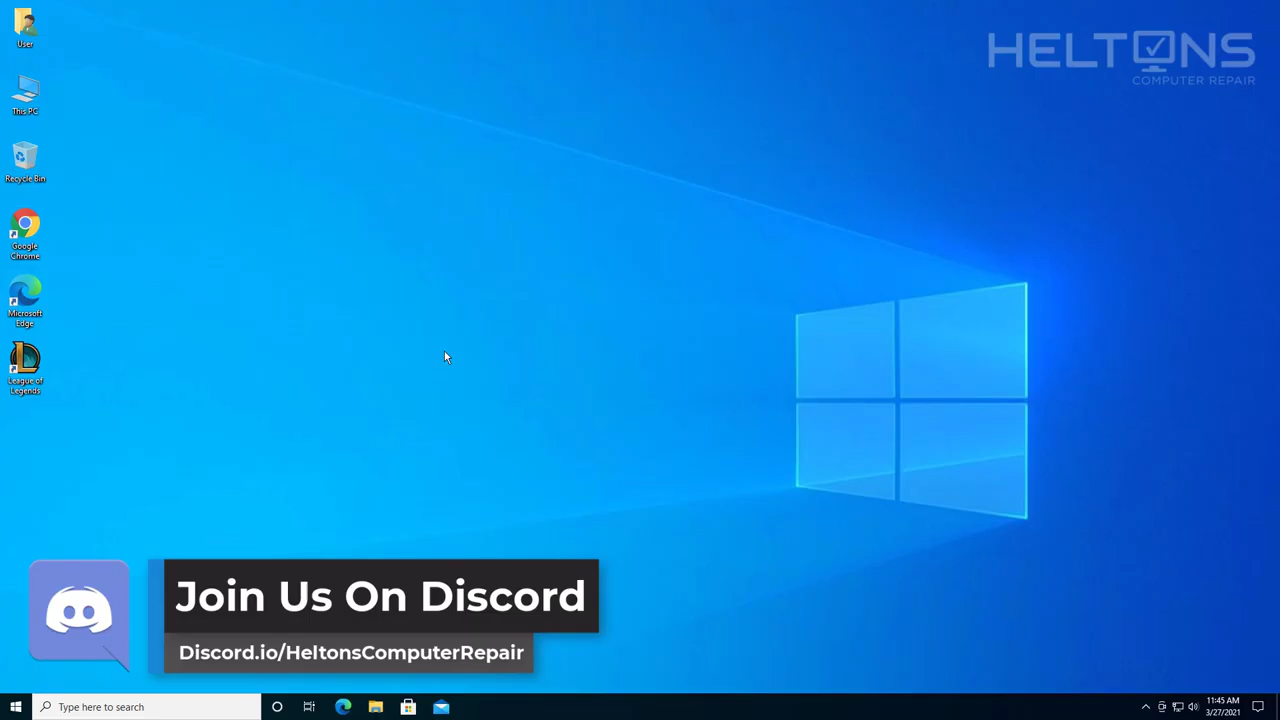 User
This PC
Recycle Bin
Google
Chrome
Microsoft
Edge
League of
Legends
HELTONS
COMPUTER REPAIR
Join Us On Discord
Discord.io/HeltonsComputerRepair
Type here to search
11:45 AM
3/27/2021